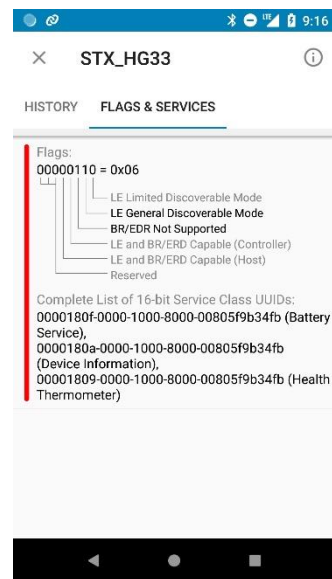 LTE 9:16
STX_HG33
HISTORY FLAGS & SERVICES
Flags:
00000110 = 0x06
LE Limited Discoverable Mode
LE General Discoverable Mode
BR/EDR Not Supported
LE and BR/ERD Capable (Controller)
LE and BR/ERD Capable (Host)
Reserved
Complete List of 16-bit Service Class UUIDs:
0000180f-0000-1000-8000-00805f9b34fb (Battery
Service),
0000180a-0000-1000-8000-00805f9b34fb
(Device Information),
00001809-0000-1000-8000-00805f9b34fb (Health
Thermometer)